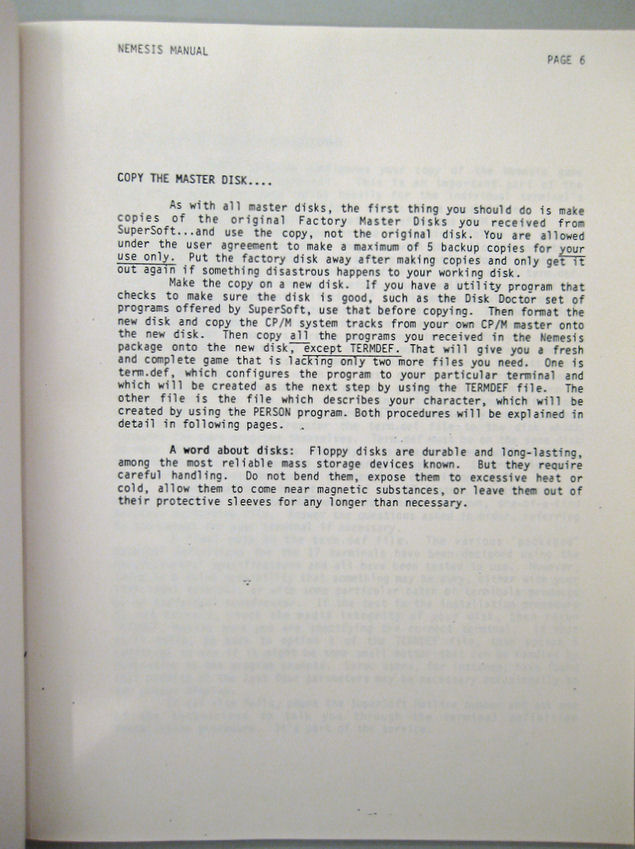 NEMESIS MANUAL
PAGE 6
COPY THE MASTER DISK....
As with all master disks, the first thing you should do is make
copies of the original Factory Master Disks you received from
SuperSoft...and use the copy, not the original disk. You are allowed
under the user agreement to make a maximum of 5 backup copies for your
use only. Put the factory disk away after making copies and only get it
out again if something disastrous happens to your working disk.
Make the copy on a new disk. If you have a utility program that
checks to make sure the disk is good, such as the Disk Doctor set of
programs offered by SuperSoft, use that before copying. Then format the
new disk and copy the CP/M system tracks from your own CP/M master onto
the new disk. Then copy all the programs you received in the Nemesis
package onto the new disk, except TERMDEF. That will give you a fresh
and complete game that is lacking only two more files you need. One is
term.def, which configures the program to your particular terminal and
which will be created as the next step by using the TERMDEF file. The
other file is the file which describes your character, which will be
created by using the PERSON program. Both procedures will be explained in
detail in following pages.
A word about disks: Floppy disks are durable and long-lasting,
among the most reliable mass storage devices known. But they require
careful handling. Do not bend them, expose them to excessive heat or
cold, allow them to come near magnetic substances, or leave them out of
their protective sleeves for any longer than necessary.